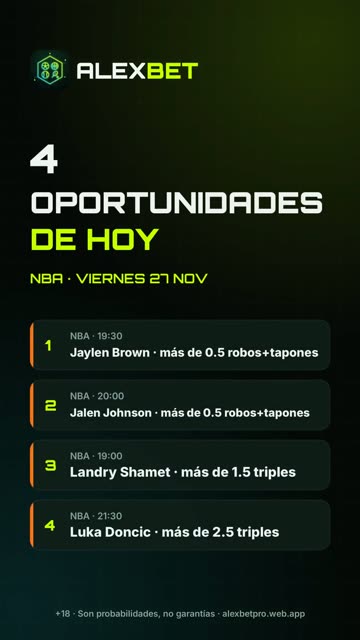 ALEXBET
4
OPORTUNIDADES
DE HOY
NBA · VIERNES 27 NOV
1
NBA · 19:30
Jaylen Brown · más de 0.5 robos+tapones
2
NBA · 20:00
Jalen Johnson · más de 0.5 robos+tapones
3
NBA · 19:00
Landry Shamet · más de 1.5 triples
4
NBA · 21:30
Luka Doncic · más de 2.5 triples
+18 · Son probabilidades, no garantías · alexbetpro.web.app